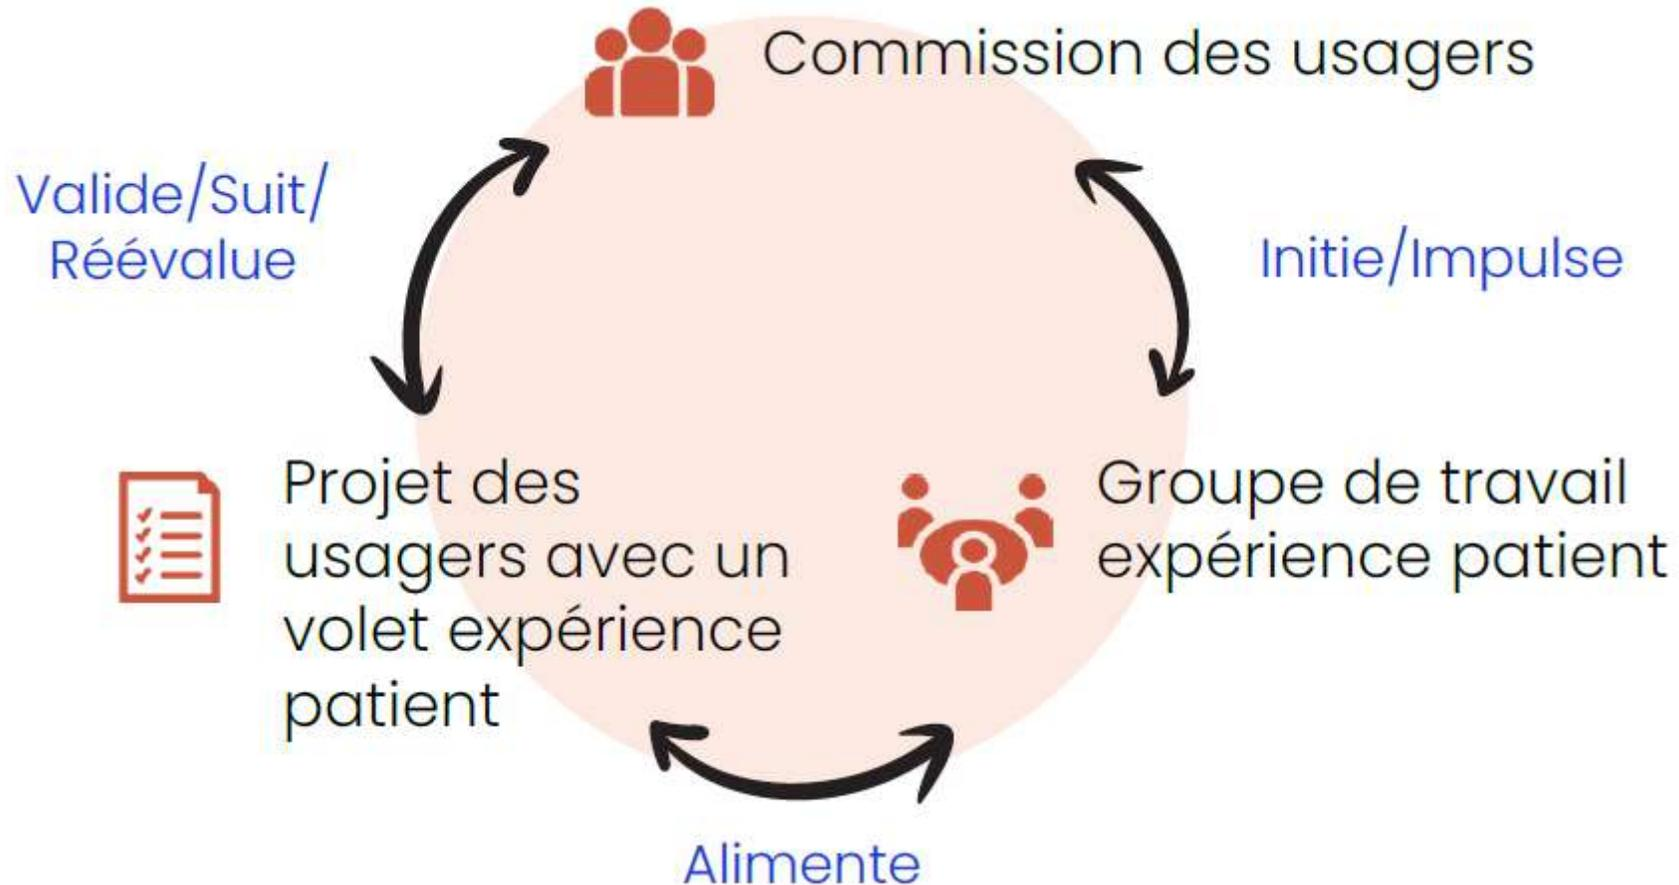 Commission des usagers
Valide/Suit/
Réévalue
Initie/Impulse
Projet des
usagers avec un
volet expérience
patient
Groupe de travail
expérience patient
Alimente